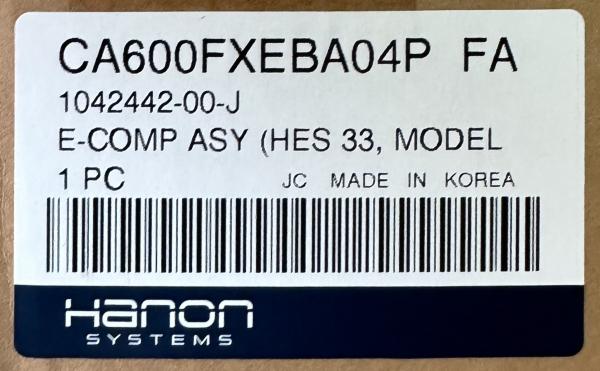 CA600FXEBA04P FA
1042442-00-J
E-COMP ASY (HES 33, MODEL
1 PC JC MADE IN KOREA
Hanon
SYSTEMS